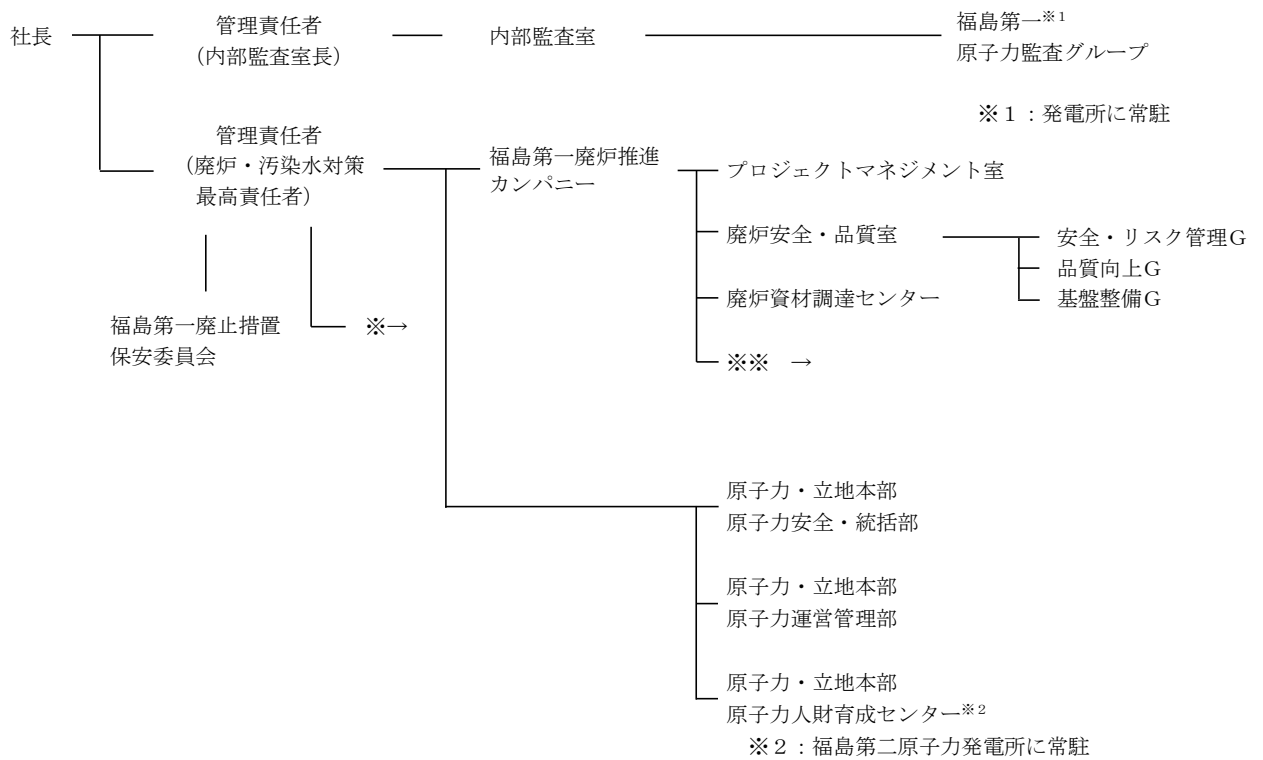 社長
管理責任者
(内部監査室長)
内部監査室
福島第一※1
原子力監査グループ
※1:発電所に常駐
管理責任者
(廃炉・汚染水対策
最高責任者)
福島第一廃炉推進
カンパニー
プロジェクトマネジメント室
廃炉安全・品質室
安全・リスク管理G
品質向上G
基盤整備G
廃炉資材調達センター
福島第一廃止措置
保安委員会
※→
※※ →
原子力・立地本部
原子力安全・統括部
原子力・立地本部
原子力運営管理部
原子力・立地本部
原子力人財育成センター※2
※2:福島第二原子力発電所に常駐